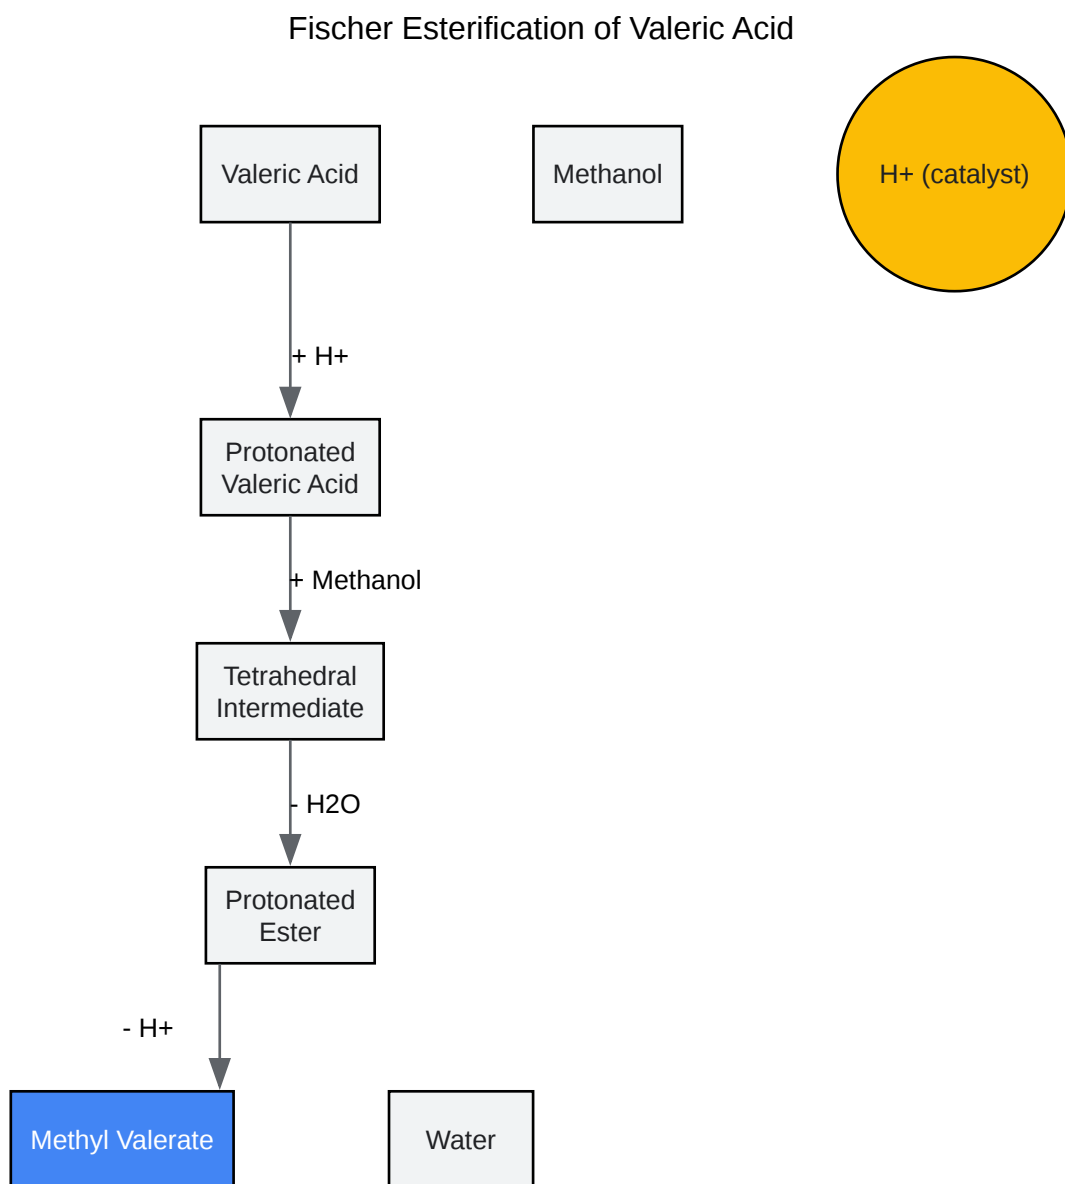 Fischer Esterification of Valeric Acid
Valeric Acid
Methanol
H+ (catalyst)
+ H+
Protonated
Valeric Acid
+ Methanol
Tetrahedral
Intermediate
- H2O
Protonated
Ester
- H+
Methyl Valerate
Water